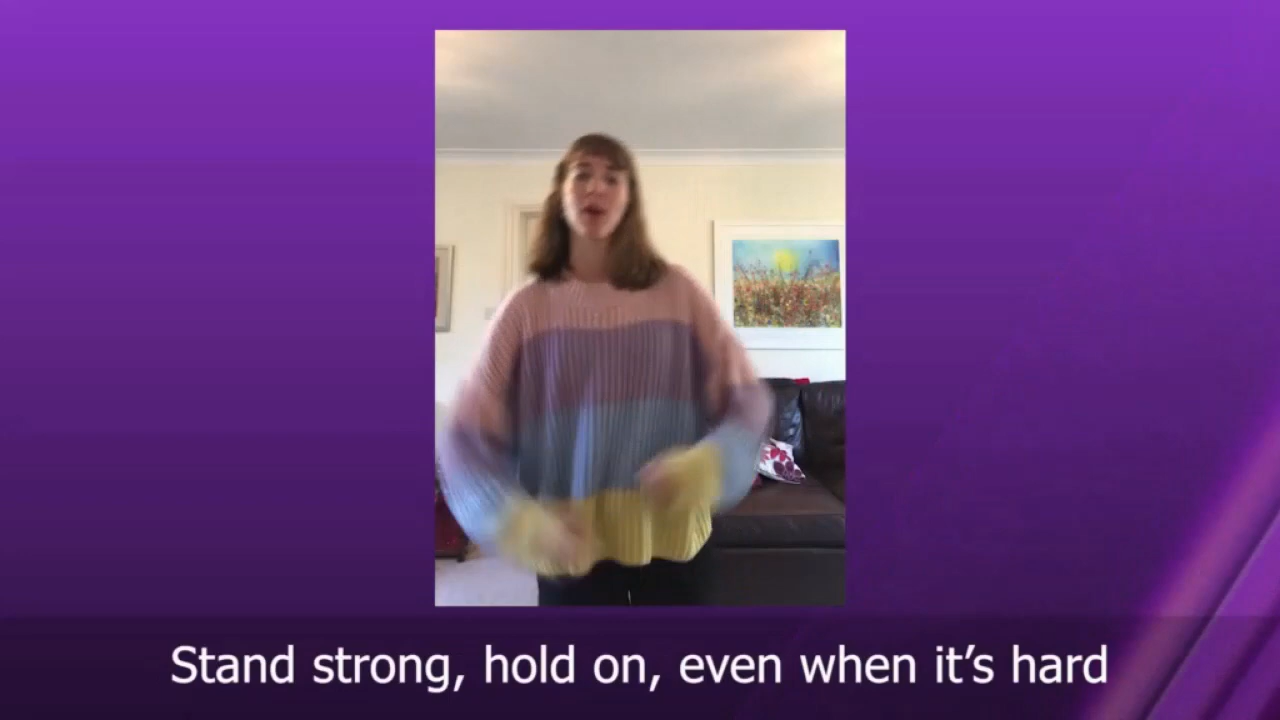 Stand strong, hold on, even when it’s hard